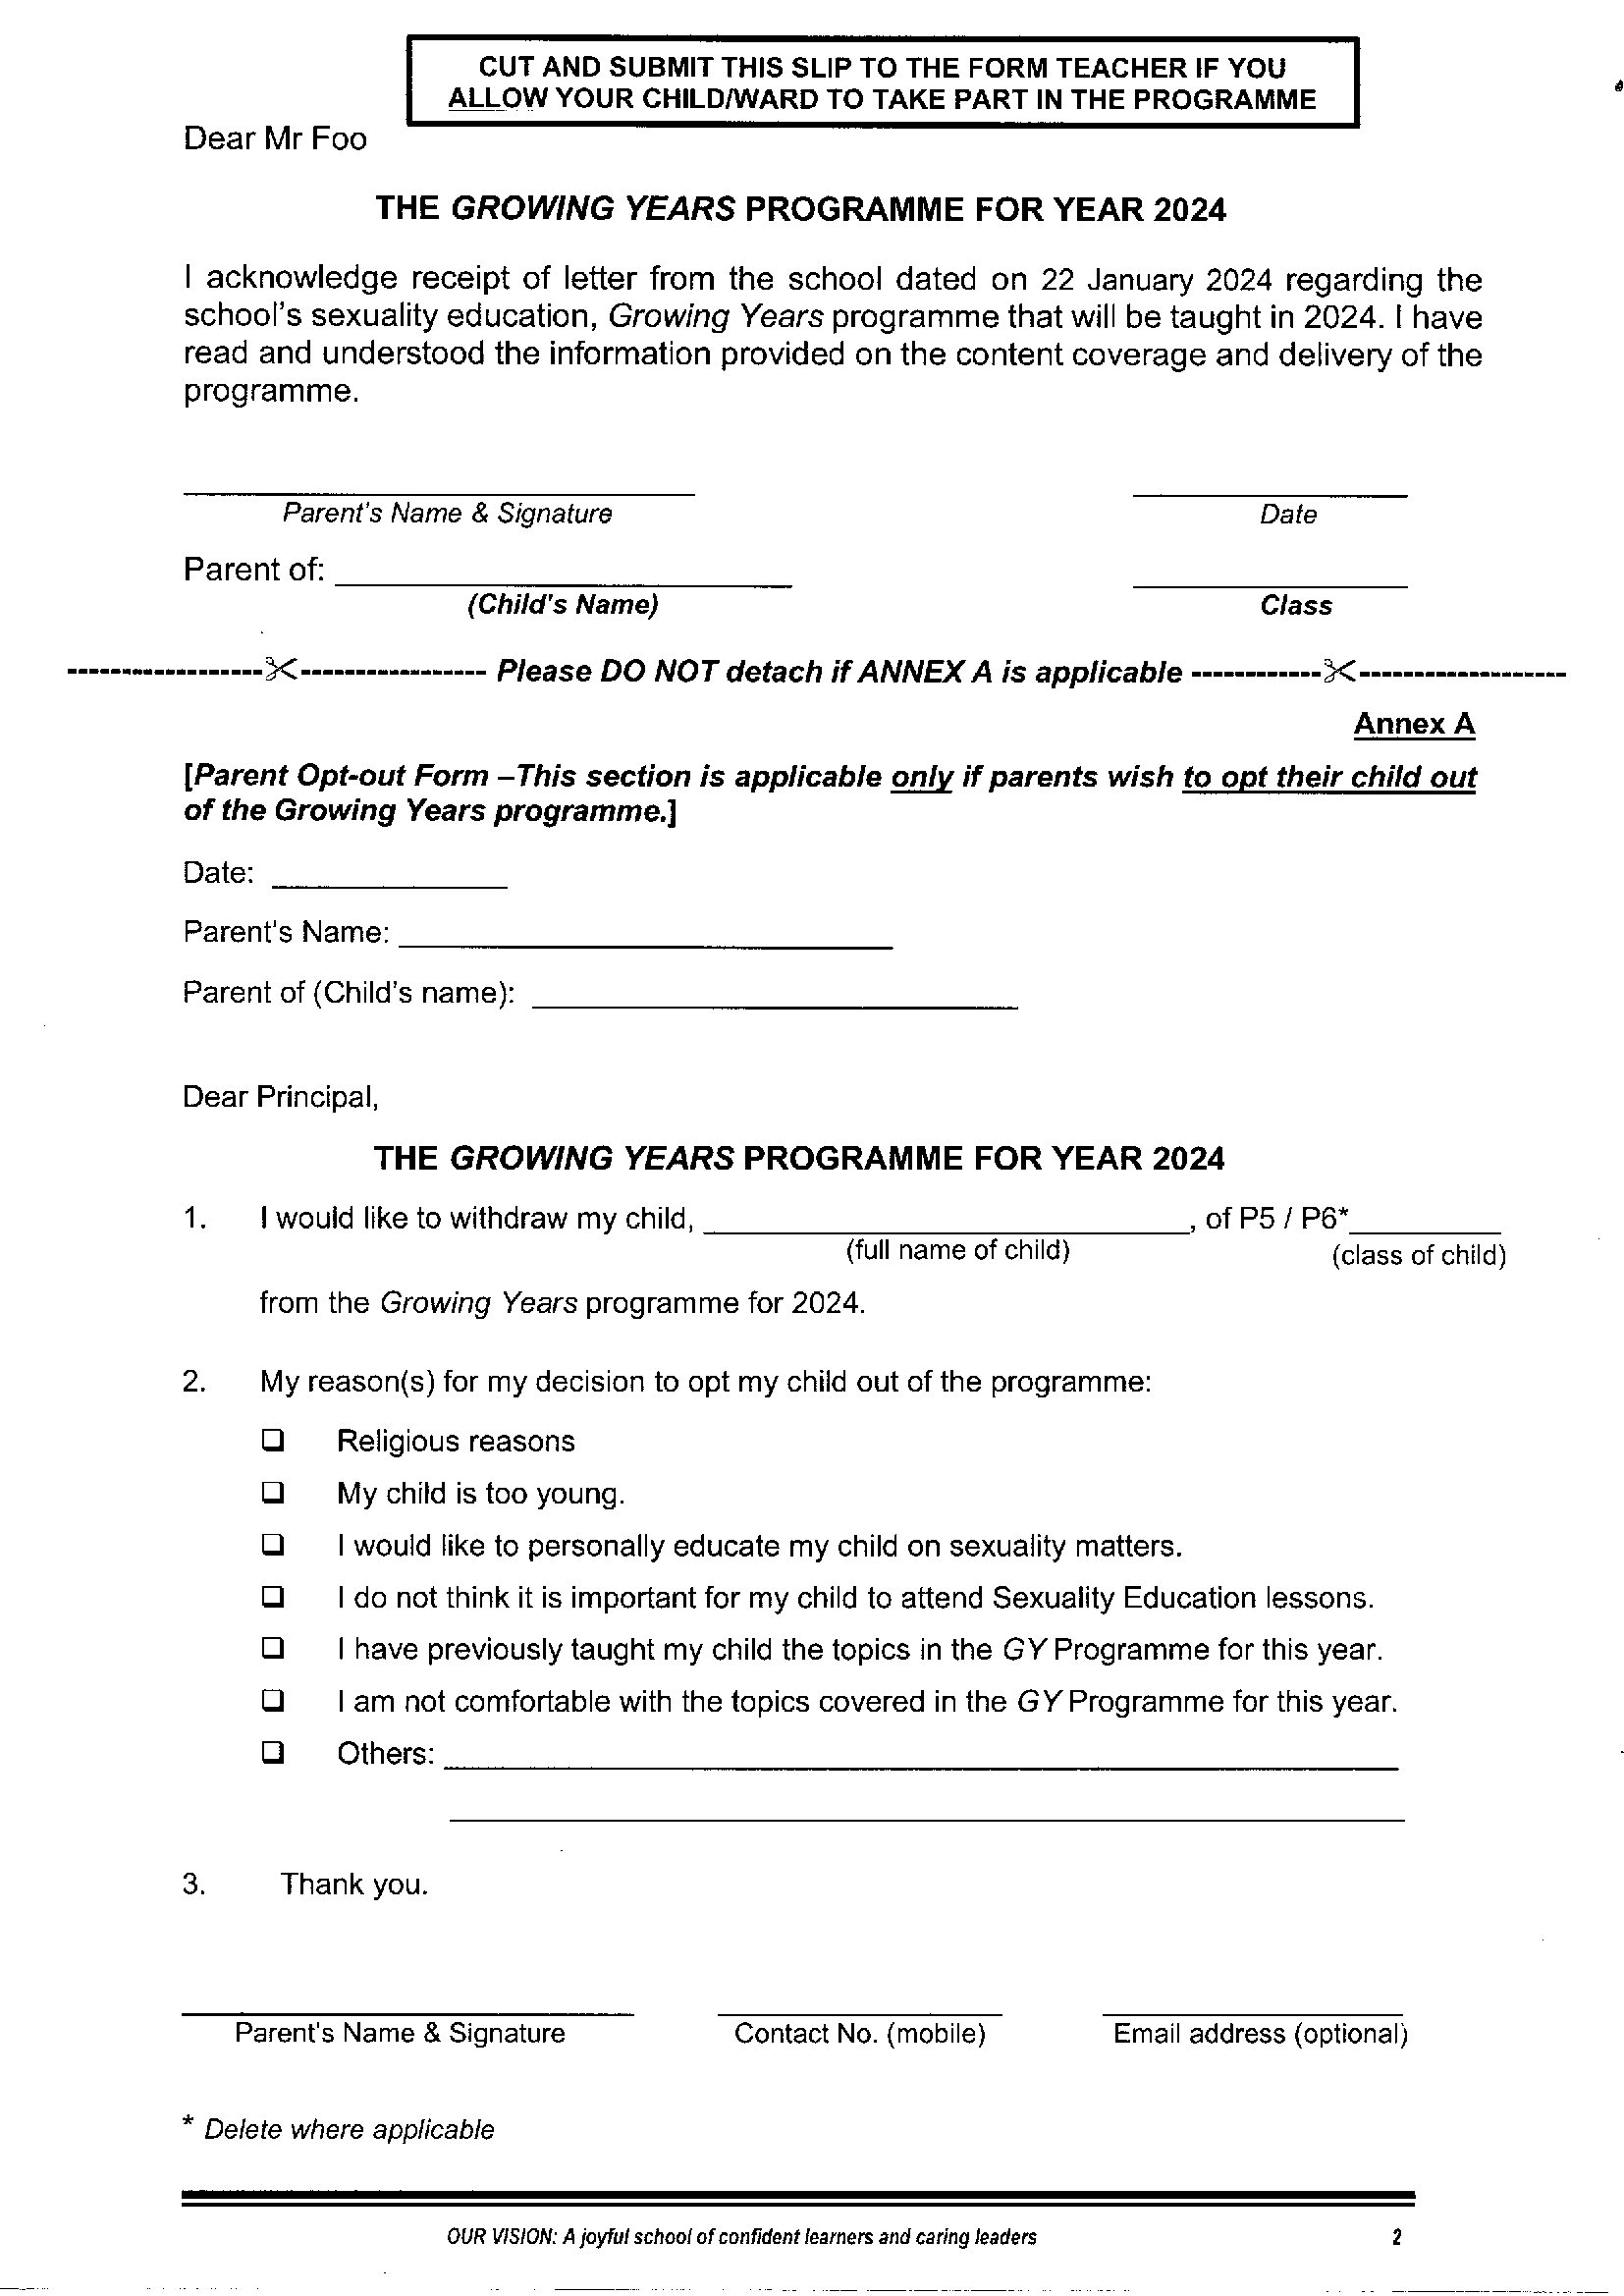 CUT AND SUBMIT THIS SLIP TO THE FORM TEACHER IF YOU
ALLOW YOUR CHILD/WARD TO TAKE PART IN THE PROGRAMME
Dear Mr Foo
THE GROWING YEARS PROGRAMME FOR YEAR 2024
I acknowledge receipt of letter from the school dated on 22 January 2024 regarding the
school's sexuality education, Growing Years programme that will be taught in 2024. I have
read and understood the information provided on the content coverage and delivery of the
programme.
Parent's Name & Signature Date
Parent of:
(Child's Name) Class
Please DO NOT detach if ANNEX A is applicable
Annex A
[Parent Opt-out Form –This section is applicable only if parents wish to opt their child out
of the Growing Years programme.]
Date:
Parent's Name:
Parent of (Child's name):
Dear Principal,
THE GROWING YEARS PROGRAMME FOR YEAR 2024
1. I would like to withdraw my child, , of P5 / P6*
(full name of child) (class of child)
from the Growing Years programme for 2024.
2. My reason(s) for my decision to opt my child out of the programme:
Religious reasons
My child is too young.
I would like to personally educate my child on sexuality matters.
I do not think it is important for my child to attend Sexuality Education lessons.
I have previously taught my child the topics in the GY Programme for this year.
I am not comfortable with the topics covered in the GY Programme for this year.
Others:
3. Thank you.
Parent's Name & Signature Contact No. (mobile) Email address (optional)
* Delete where applicable
OUR VISION: A joyful school of confident learners and caring leaders 2